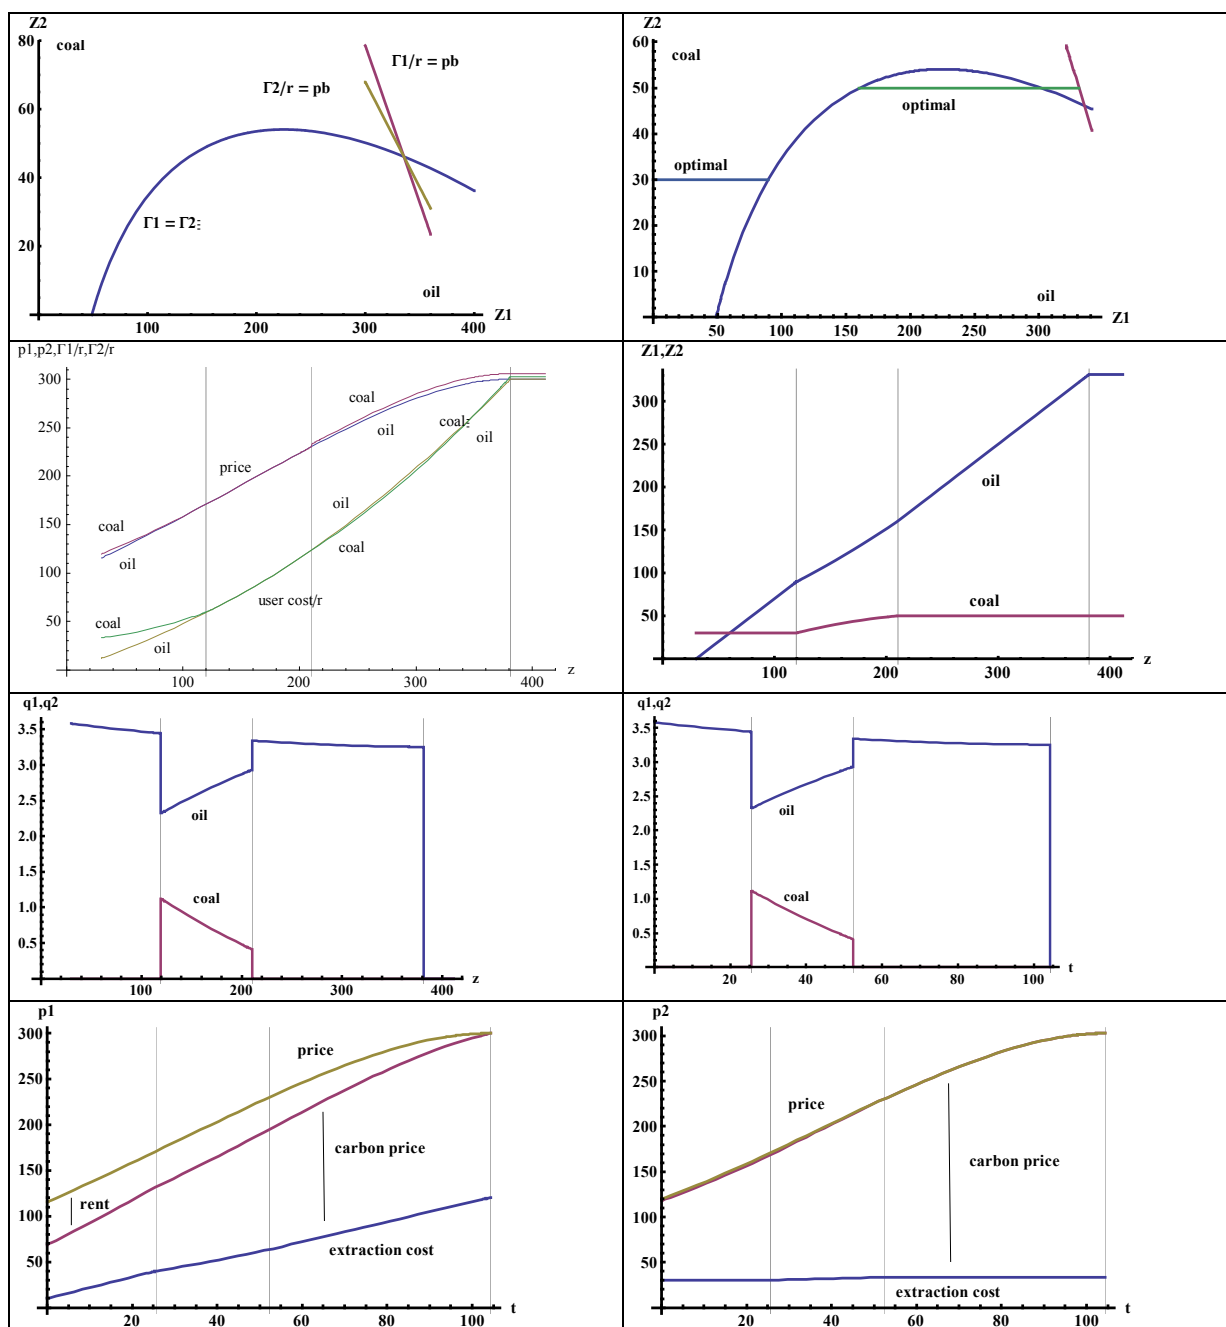 Z2
80
coal
Γ1/r = pb
60
Γ2/r = pb
40
Γ1 = Γ2
20
oil
Z1
100
200
300
400
Z2
60
coal
50
optimal
40
optimal
30
20
10
oil
Z1
50
100
150
200
250
300
p1,p2,Γ1/r,Γ2/r
300
coal
coal
oil
oil
250
price
200
oil
150
coal
coal
oil
100
user cost/r
50
coal
oil
100
200
300
400
z
Z1,Z2
300
250
oil
200
150
100
coal
50
100
200
300
400
z
q1,q2
3.5
3.0
2.5
oil
2.0
1.5
coal
1.0
0.5
100
200
300
400
z
q1,q2
3.5
3.0
2.5
oil
2.0
1.5
coal
1.0
0.5
20
40
60
80
100
t
p1
300
price
250
200
carbon price
150
rent
100
extraction cost
50
20
40
60
80
100
t
p2
300
250
price
200
carbon price
150
100
50
extraction cost
20
40
60
80
100
t